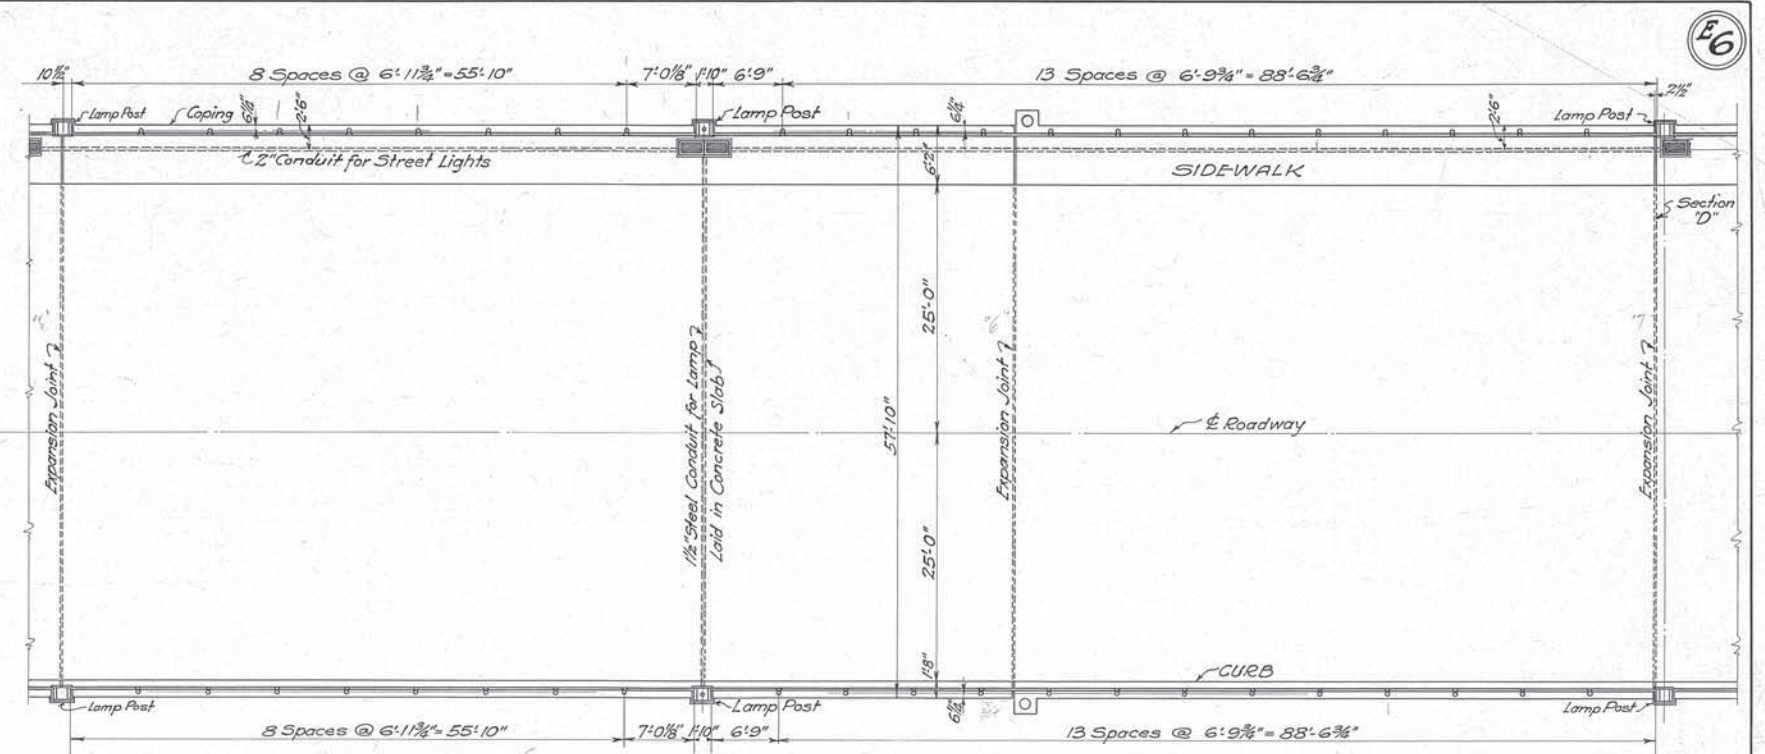 E6
10½" 8 Spaces @ 6'-11¾"=55'-10" 7'-0⅛" 1'-10" 6'-9" 13 Spaces @ 6'-9¾"= 88'-6¾" 2½"
Lamp Post Coping 6¼" 2'-6" Lamp Post 6¼" Lamp Post 2'-6"
℄ 2" Conduit for Street Lights 6'-2" SIDEWALK
Section
"D"
25'-0"
Expansion Joint
1½" Steel Conduit for Lamp
Laid in Concrete Slab
57'-10"
Expansion Joint
℄ Roadway
Expansion Joint
25'-0"
1'-8" CURB
6¼"
Lamp Post Lamp Post Lamp Post
8 Spaces @ 6'-11¾"= 55'-10" 7'-0⅛" 1'-10" 6'-9" 13 Spaces @ 6'-9¾"= 88'-6¾"